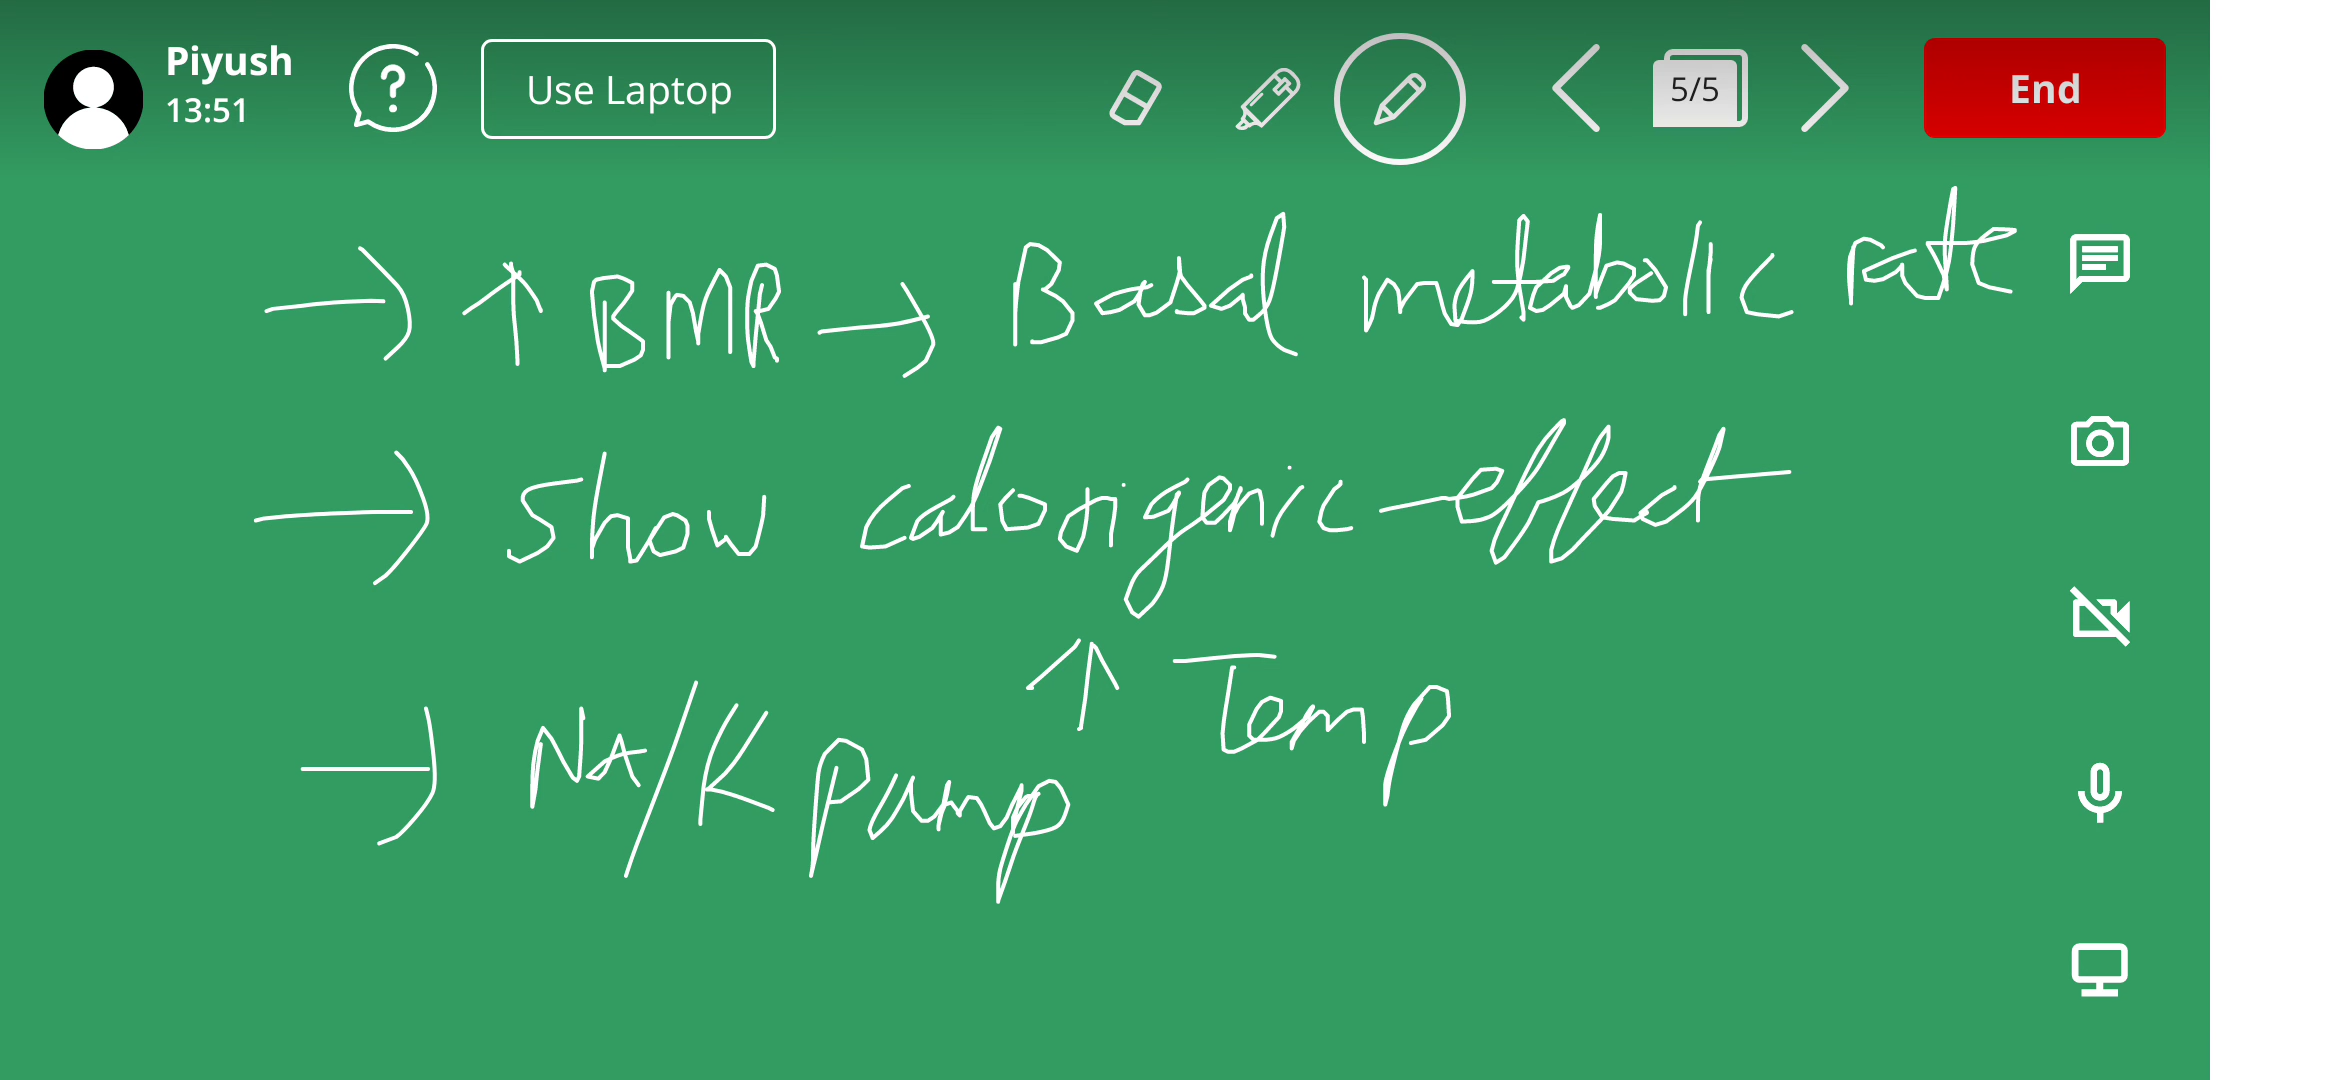 Piyush
13:51
?
Use Laptop
5/5
End
→ ↑ BMR → Basal metabolic rate
→ Show calorigenic effect
↑ Temp
→ NA/K pump